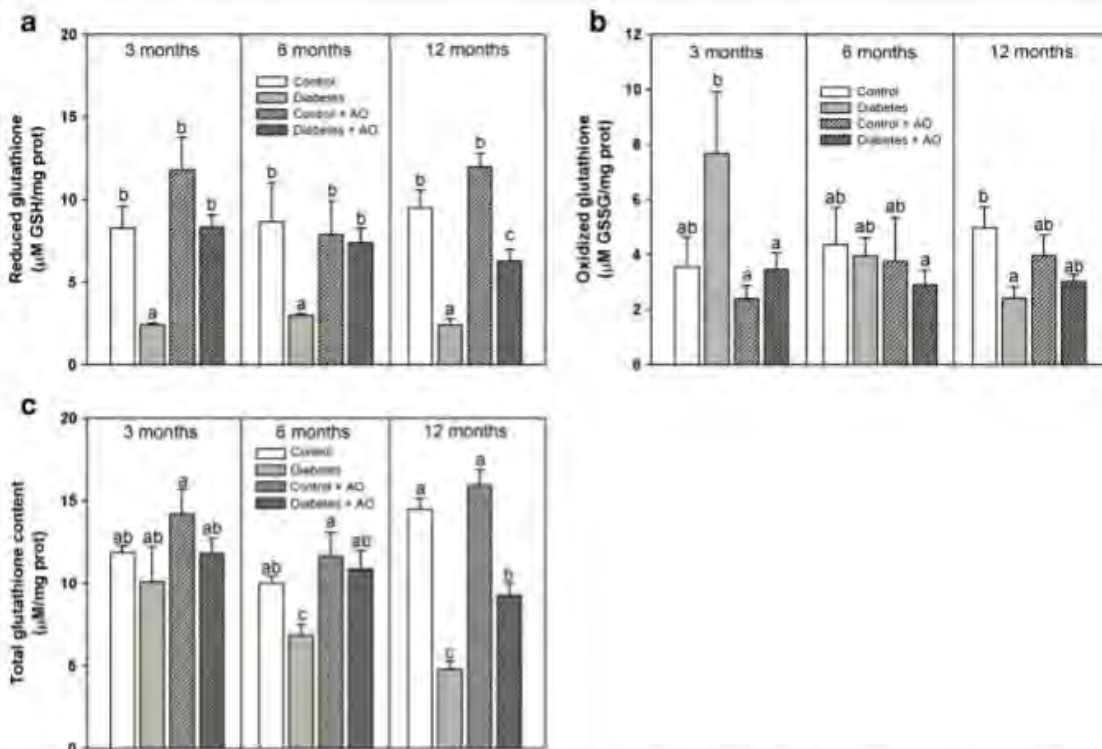 a
20
15
10
5
0
Reduced glutathione
(µM GSH/mg prot)
3 months
6 months
12 months
Control
Diabetes
Control + AO
Diabetes + AO
b
a
b
b
b
a
b
b
b
a
b
c
b
12
10
8
6
4
2
0
Oxidized glutathione
(µM GSSG/mg prot)
3 months
6 months
12 months
Control
Diabetes
Control + AO
Diabetes + AO
ab
b
a
a
ab
ab
ab
a
b
a
ab
ab
c
20
15
10
5
0
Total glutathione content
(µM/mg prot)
3 months
6 months
12 months
Control
Diabetes
Control + AO
Diabetes + AO
ab
ab
a
ab
ab
c
a
ab
a
c
a
b